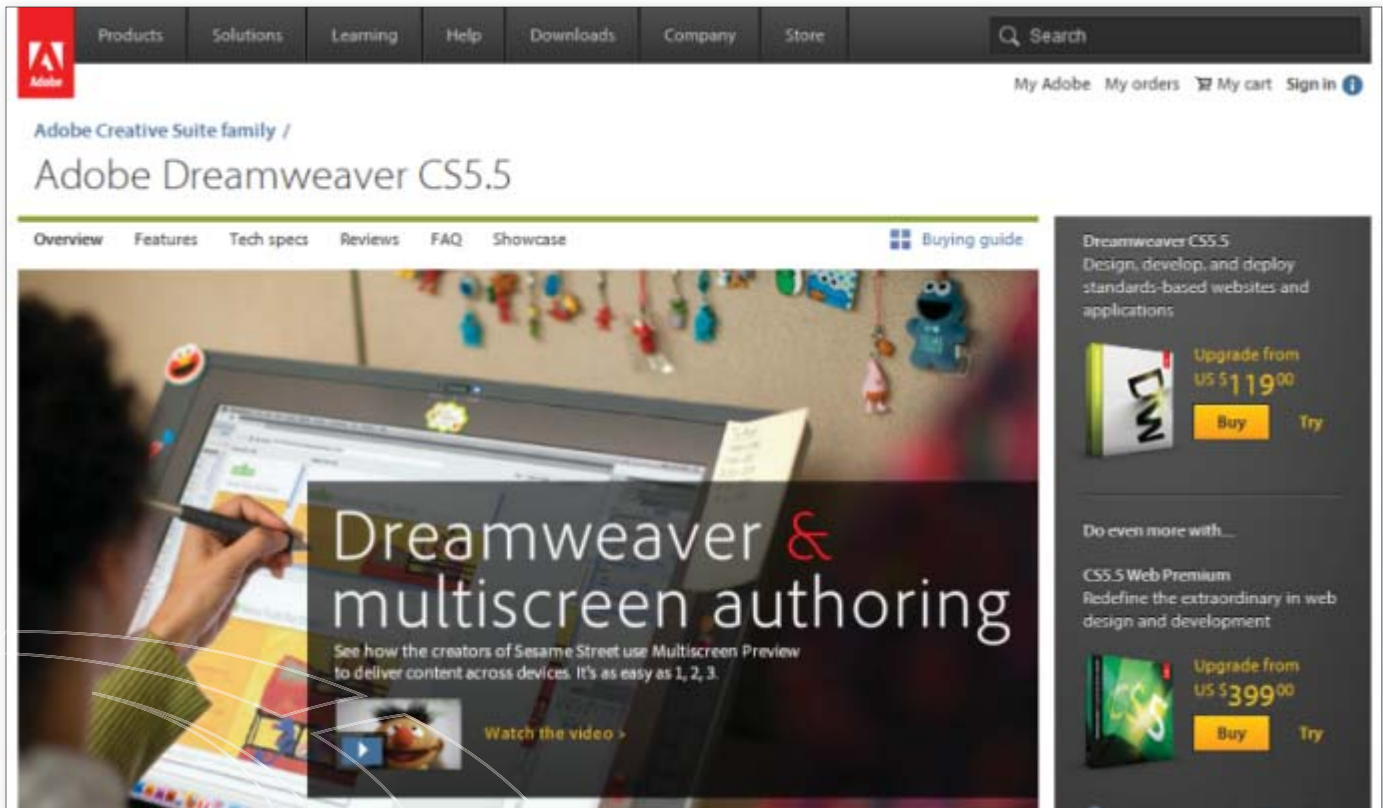 Products Solutions Learning Help Downloads Company Store Search
Adobe
My Adobe My orders My cart Sign in
Adobe Creative Suite family /
Adobe Dreamweaver CS5.5
Overview Features Tech specs Reviews FAQ Showcase Buying guide
Dreamweaver &
multiscreen authoring
See how the creators of Sesame Street use Multiscreen Preview
to deliver content across devices. It's as easy as 1, 2, 3.
Watch the video ›
Dreamweaver CS5.5
Design, develop, and deploy
standards-based websites and
applications
DW
Upgrade from
US $11900
Buy Try
Do even more with...
CS5.5 Web Premium
Redefine the extraordinary in web
design and development
CS5
Upgrade from
US $39900
Buy Try